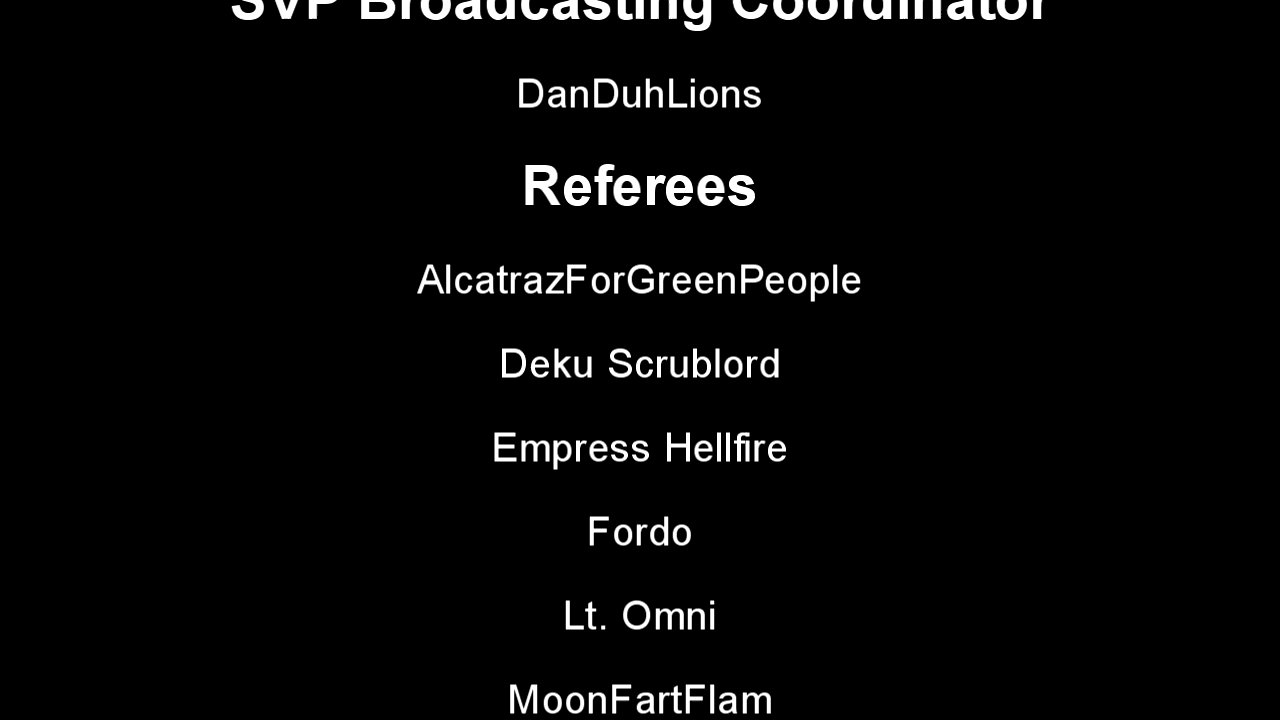 SVP Broadcasting Coordinator
DanDuhLions
Referees
AlcatrazForGreenPeople
Deku Scrublord
Empress Hellfire
Fordo
Lt. Omni
MoonFartFlam